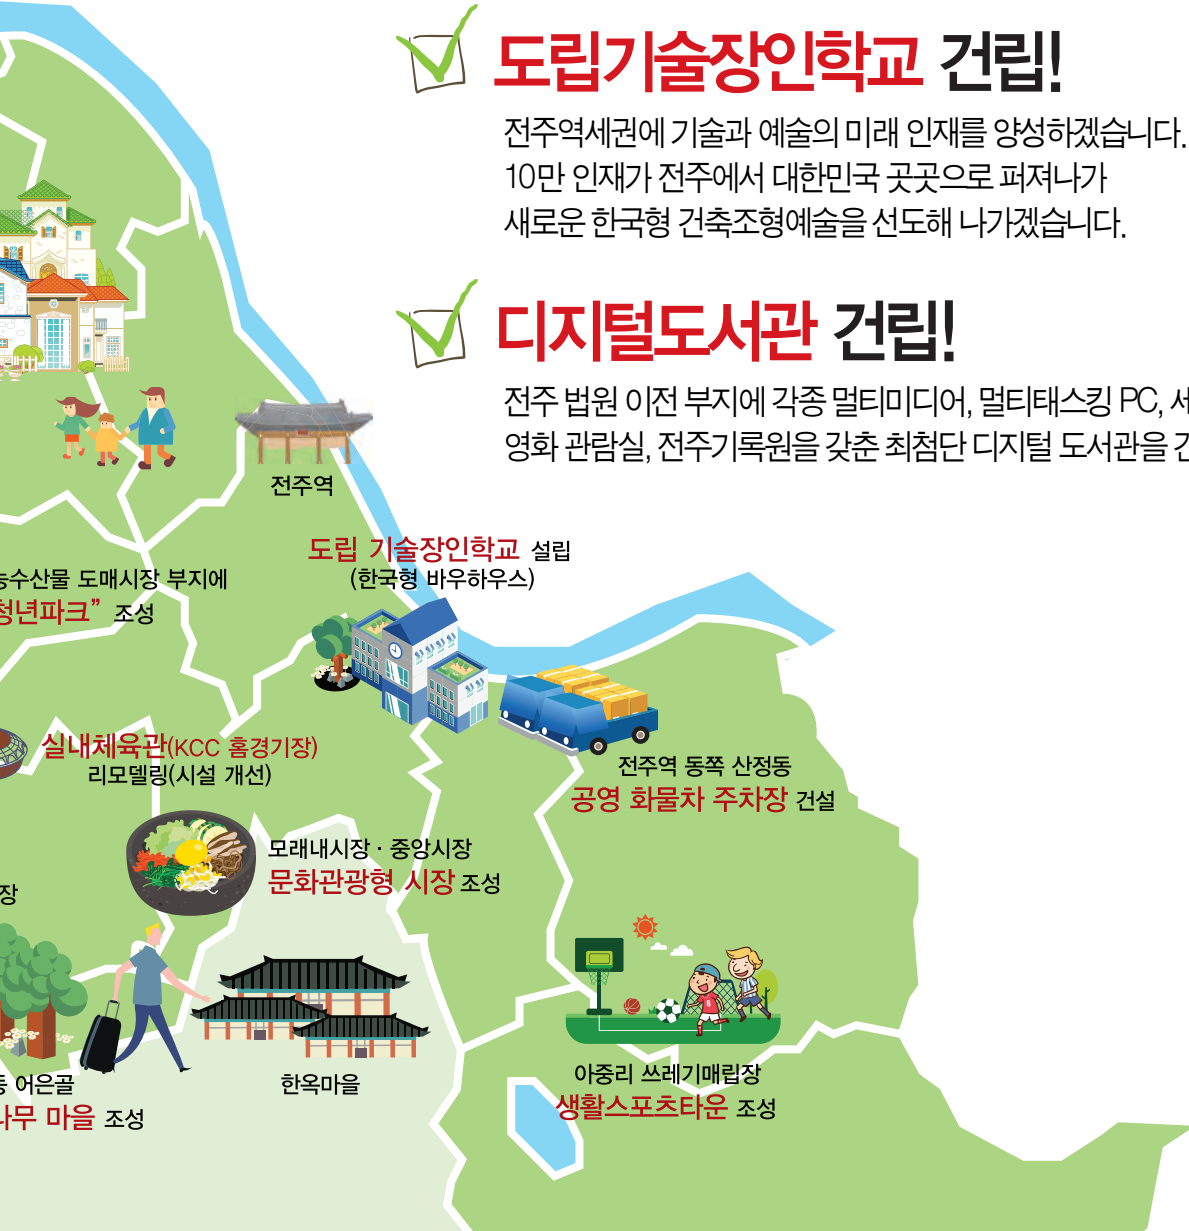 도립기술장인학교 건립!
전주역세권에 기술과 예술의 미래 인재를 양성하겠습니다.
10만 인재가 전주에서 대한민국 곳곳으로 퍼져나가
새로운 한국형 건축조형예술을 선도해 나가겠습니다.
디지털도서관 건립!
전주 법원 이전 부지에 각종 멀티미디어, 멀티태스킹 PC, 세
영화 관람실, 전주기록원을 갖춘 최첨단 디지털 도서관을 건
전주역
도립 기술장인학교 설립
(한국형 바우하우스)
농수산물 도매시장 부지에
청년파크” 조성
실내체육관(KCC 홈경기장)
리모델링(시설 개선)
전주역 동쪽 산정동
공영 화물차 주차장 건설
모래내시장 · 중앙시장
문화관광형 시장 조성
장
한옥마을
어은골
나무 마을 조성
아중리 쓰레기매립장
생활스포츠타운 조성
8